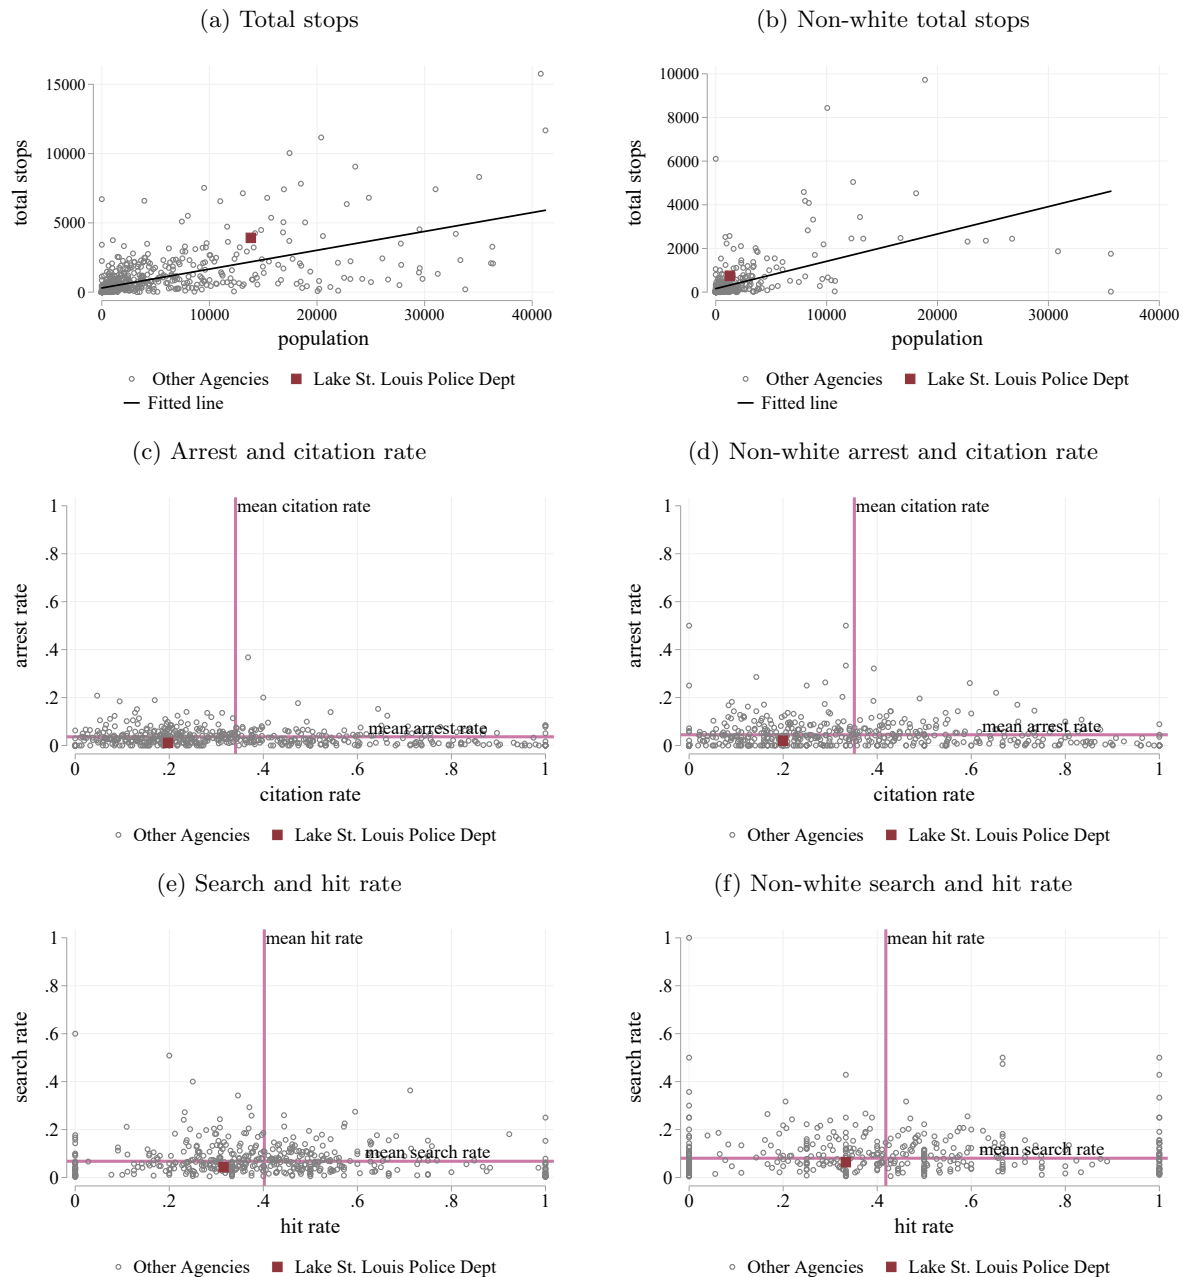 (a) Total stops
(b) Non-white total stops
total stops
15000
10000
5000
0
0 10000 20000 30000 40000
population
Other Agencies Lake St. Louis Police Dept
Fitted line
total stops
10000
8000
6000
4000
2000
0
0 10000 20000 30000 40000
population
Other Agencies Lake St. Louis Police Dept
Fitted line
(c) Arrest and citation rate
(d) Non-white arrest and citation rate
arrest rate
1
.8
.6
.4
.2
0
mean citation rate
mean arrest rate
0 .2 .4 .6 .8 1
citation rate
Other Agencies Lake St. Louis Police Dept
arrest rate
1
.8
.6
.4
.2
0
mean citation rate
mean arrest rate
0 .2 .4 .6 .8 1
citation rate
Other Agencies Lake St. Louis Police Dept
(e) Search and hit rate
(f) Non-white search and hit rate
search rate
1
.8
.6
.4
.2
0
mean hit rate
mean search rate
0 .2 .4 .6 .8 1
hit rate
Other Agencies Lake St. Louis Police Dept
search rate
1
.8
.6
.4
.2
0
mean hit rate
mean search rate
0 .2 .4 .6 .8 1
hit rate
Other Agencies Lake St. Louis Police Dept